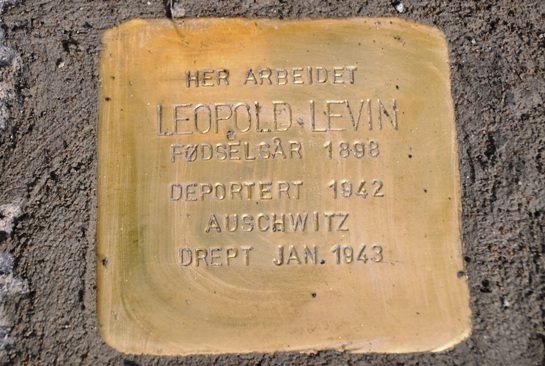 HER ARBEIDET
LEOPOLD LEVIN
FØDSELSÅR 1898
DEPORTERT 1942
AUSCHWITZ
DREPT JAN. 1943